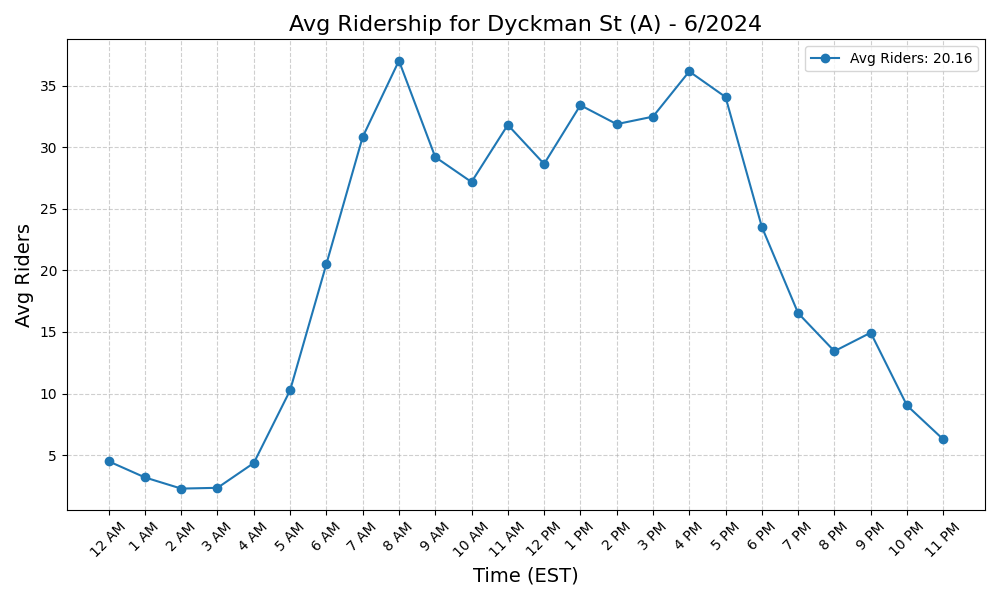 Avg Ridership for Dyckman St (A) - 6/2024
Avg Riders: 20.16
Avg Riders
35
30
25
20
15
10
5
12 AM
1 AM
2 AM
3 AM
4 AM
5 AM
6 AM
7 AM
8 AM
9 AM
10 AM
11 AM
12 PM
1 PM
2 PM
3 PM
4 PM
5 PM
6 PM
7 PM
8 PM
9 PM
10 PM
11 PM
Time (EST)